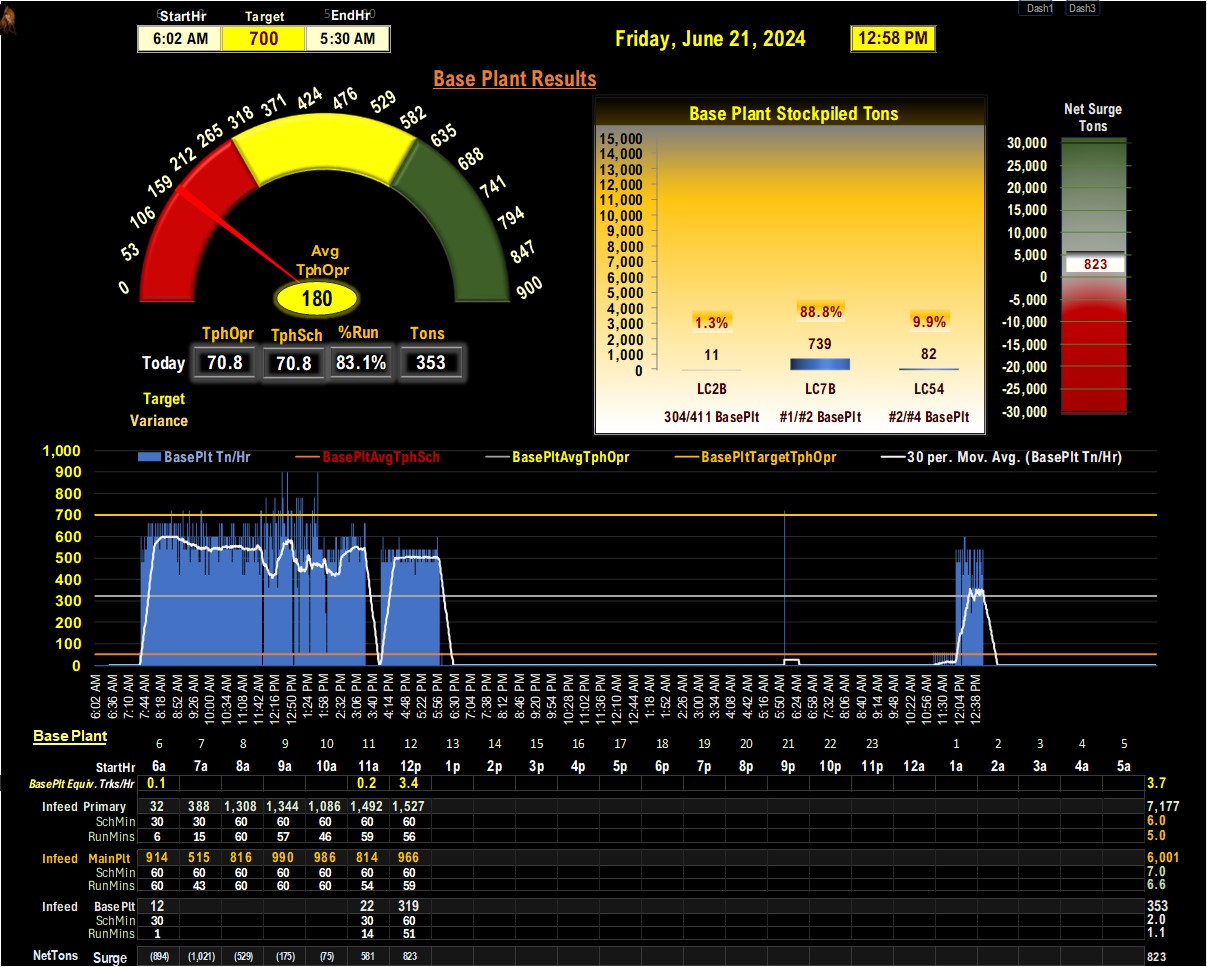 Dash1 Dash3
StartHr Target EndHr
6:02 AM 700 5:30 AM
Friday, June 21, 2024 12:58 PM
Base Plant Results
0 53 106 159 212 265 318 371 424 476 529 582 635 688 741 794 847 900
Avg
TphOpr
180
TphOpr TphSch %Run Tons
Today 70.8 70.8 83.1% 353
Target
Variance
Base Plant Stockpiled Tons
15,000
14,000
13,000
12,000
11,000
10,000
9,000
8,000
7,000
6,000
5,000
4,000
3,000
2,000
1,000
0
1.3% 88.8% 9.9%
11 739 82
LC2B LC7B LC54
304/411 BasePlt #1/#2 BasePlt #2/#4 BasePlt
Net Surge
Tons
30,000
25,000
20,000
15,000
10,000
5,000
0
-5,000
-10,000
-15,000
-20,000
-25,000
-30,000
823
BasePlt Tn/Hr BasePltAvgTphSch BasePltAvgTphOpr BasePltTargetTphOpr 30 per. Mov. Avg. (BasePlt Tn/Hr)
1,000
900
800
700
600
500
400
300
200
100
0
6:02 AM 6:36 AM 7:10 AM 7:44 AM 8:18 AM 8:52 AM 9:26 AM 10:00 AM 10:34 AM 11:08 AM 11:42 AM 12:16 PM 12:50 PM 1:24 PM 1:58 PM 2:32 PM 3:06 PM 3:40 PM 4:14 PM 4:48 PM 5:22 PM 5:56 PM 6:30 PM 7:04 PM 7:38 PM 8:12 PM 8:46 PM 9:20 PM 9:54 PM 10:28 PM 11:02 PM 11:36 PM 12:10 AM 12:44 AM 1:18 AM 1:52 AM 2:26 AM 3:00 AM 3:34 AM 4:08 AM 4:42 AM 5:16 AM 5:50 AM 6:24 AM 7:32 AM 8:06 AM 8:40 AM 9:14 AM 9:48 AM 10:22 AM 11:30 AM 12:04 PM 12:38 PM
Base Plant
6 7 8 9 10 11 12 13 14 15 16 17 18 19 20 21 22 23 1 2 3 4 5
StartHr 6a 7a 8a 9a 10a 11a 12p 1p 2p 3p 4p 5p 6p 7p 8p 9p 10p 11p 12a 1a 2a 3a 4a 5a
BasePlt Equiv. Trks/Hr 0.1 0.2 3.4 3.7
Infeed Primary 32 388 1,308 1,344 1,086 1,492 1,527 7,177
SchMin 30 30 60 60 60 60 60 6.0
RunMins 6 15 60 57 46 59 56 5.0
Infeed MainPlt 914 515 816 990 986 814 966 6,001
SchMin 60 60 60 60 60 60 60 7.0
RunMins 60 43 60 60 60 54 59 6.6
Infeed BasePlt 12 22 319 353
SchMin 30 30 60 2.0
RunMins 1 14 51 1.1
NetTons Surge (894) (1,021) (529) (175) (75) 581 823 823